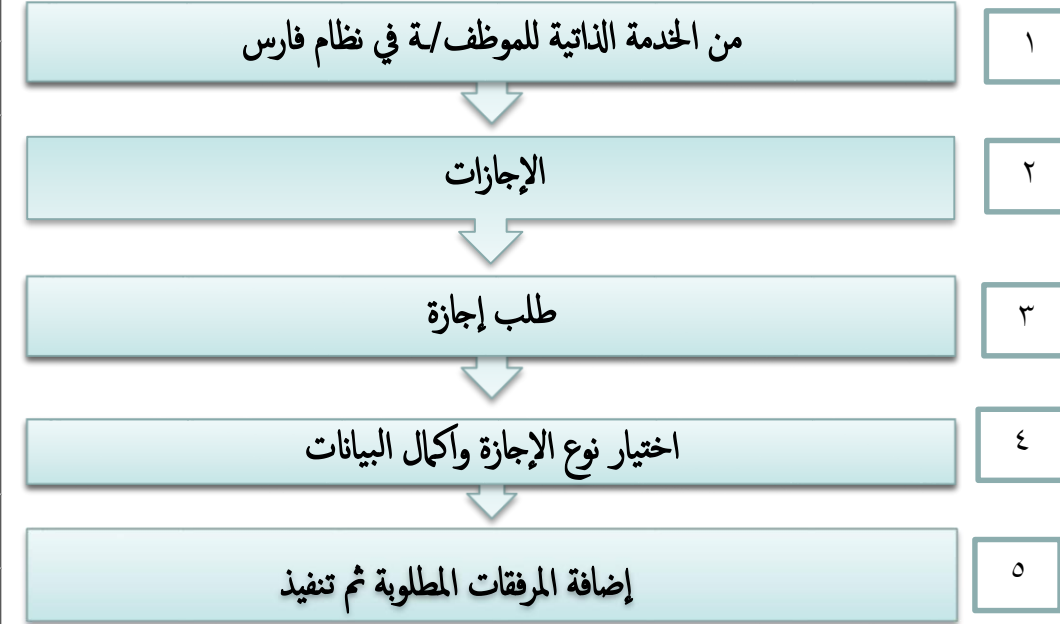 ١
من الخدمة الذاتية للموظف/ـة في نظام فارس
٢
الإجازات
٣
طلب إجازة
٤
اختيار نوع الإجازة واكمال البيانات
٥
إضافة المرفقات المطلوبة ثم تنفيذ